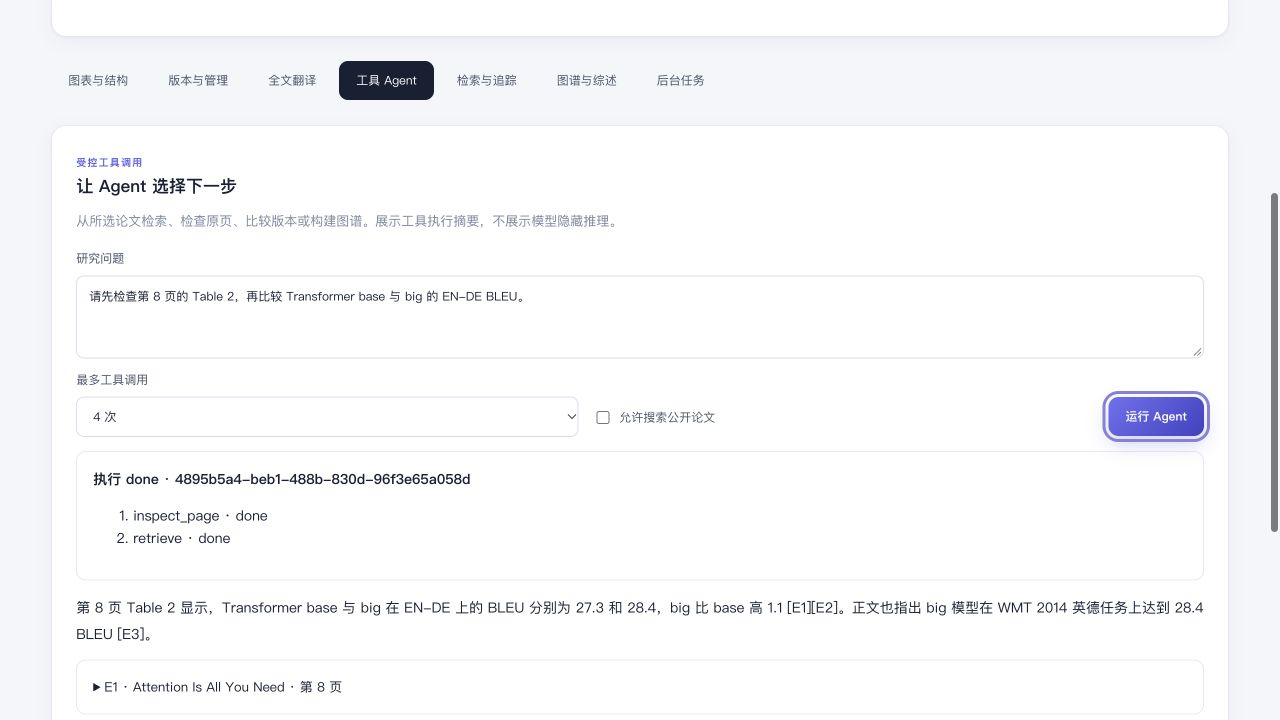 图表与结构
版本与管理
全文翻译
工具 Agent
检索与追踪
图谱与综述
后台任务
受控工具调用
让 Agent 选择下一步
从所选论文检索、检查原页、比较版本或构建图谱。展示工具执行摘要，不展示模型隐藏推理。
研究问题
请先检查第 8 页的 Table 2，再比较 Transformer base 与 big 的 EN–DE BLEU。
最多工具调用
4 次
允许搜索公开论文
运行 Agent
执行 done · 4895b5a4-beb1-488b-830d-96f3e65a058d
1. inspect_page · done
2. retrieve · done
第 8 页 Table 2 显示，Transformer base 与 big 在 EN–DE 上的 BLEU 分别为 27.3 和 28.4，big 比 base 高 1.1 [E1][E2]。正文也指出 big 模型在 WMT 2014 英德任务上达到 28.4
BLEU [E3]。
▶ E1 · Attention Is All You Need · 第 8 页